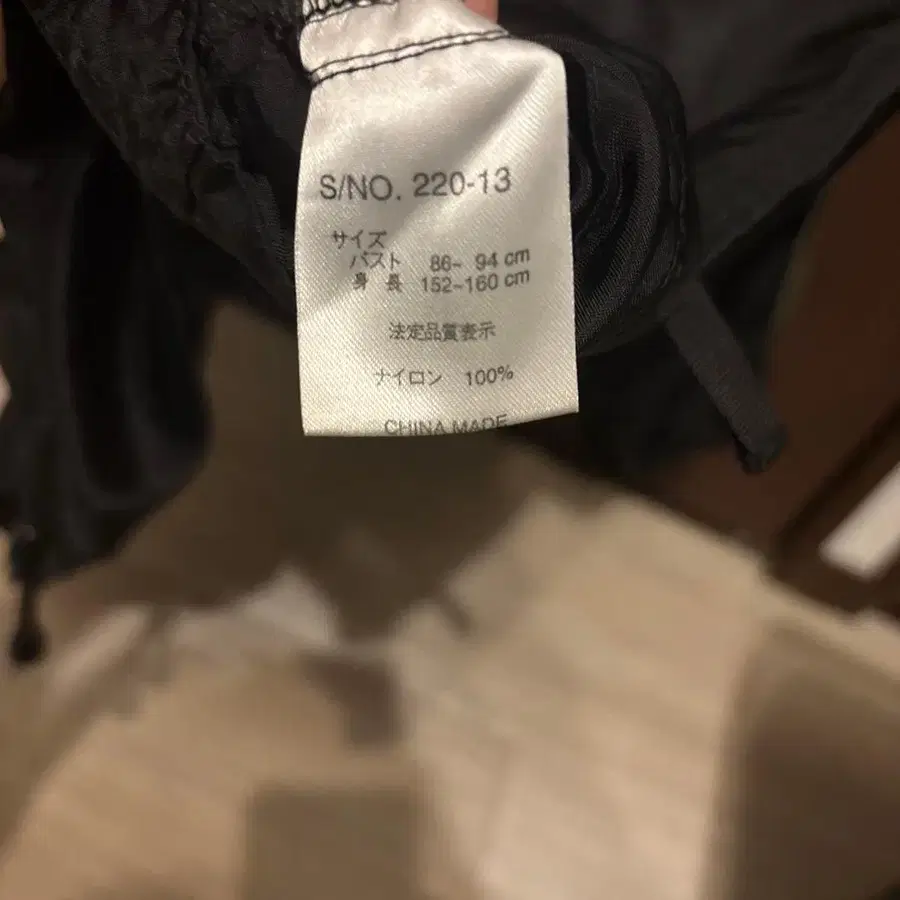 S/NO. 220-13
サイズ
バスト 86~ 94 cm
身 長 152~160 cm
法定品質表示
ナイロン 100%
CHINA MADE